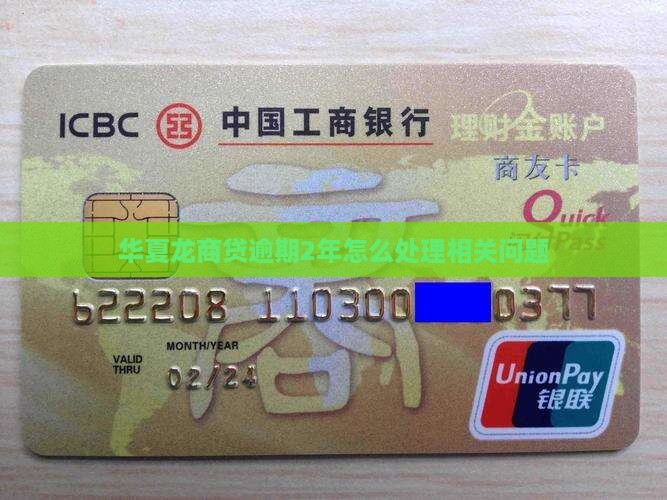 ICBC 中国工商银行 理财金账户
商友卡
Quick
Pass
华夏龙商贷逾期2年怎么处理相关问题
商
622208 110300 0377
MONTH/YEAR
VALID
THRU
02/24
UnionPay
银联